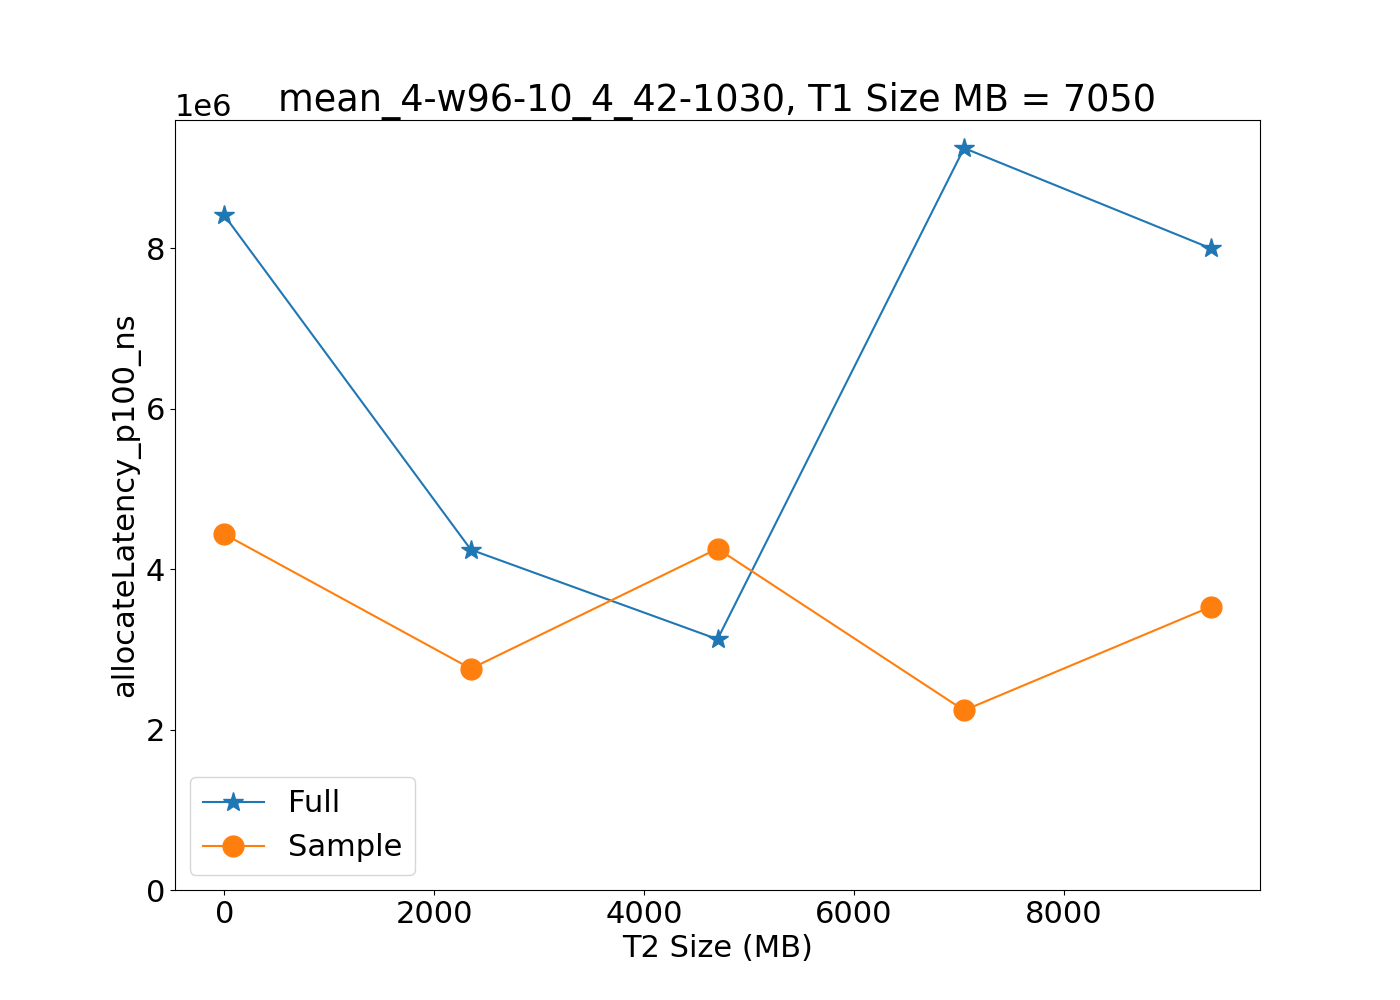 mean_4-w96-10_4_42-1030, T1 Size MB = 7050
1e6
allocateLatency_p100_ns
8
6
4
2
0
Full
Sample
0 2000 4000 6000 8000
T2 Size (MB)